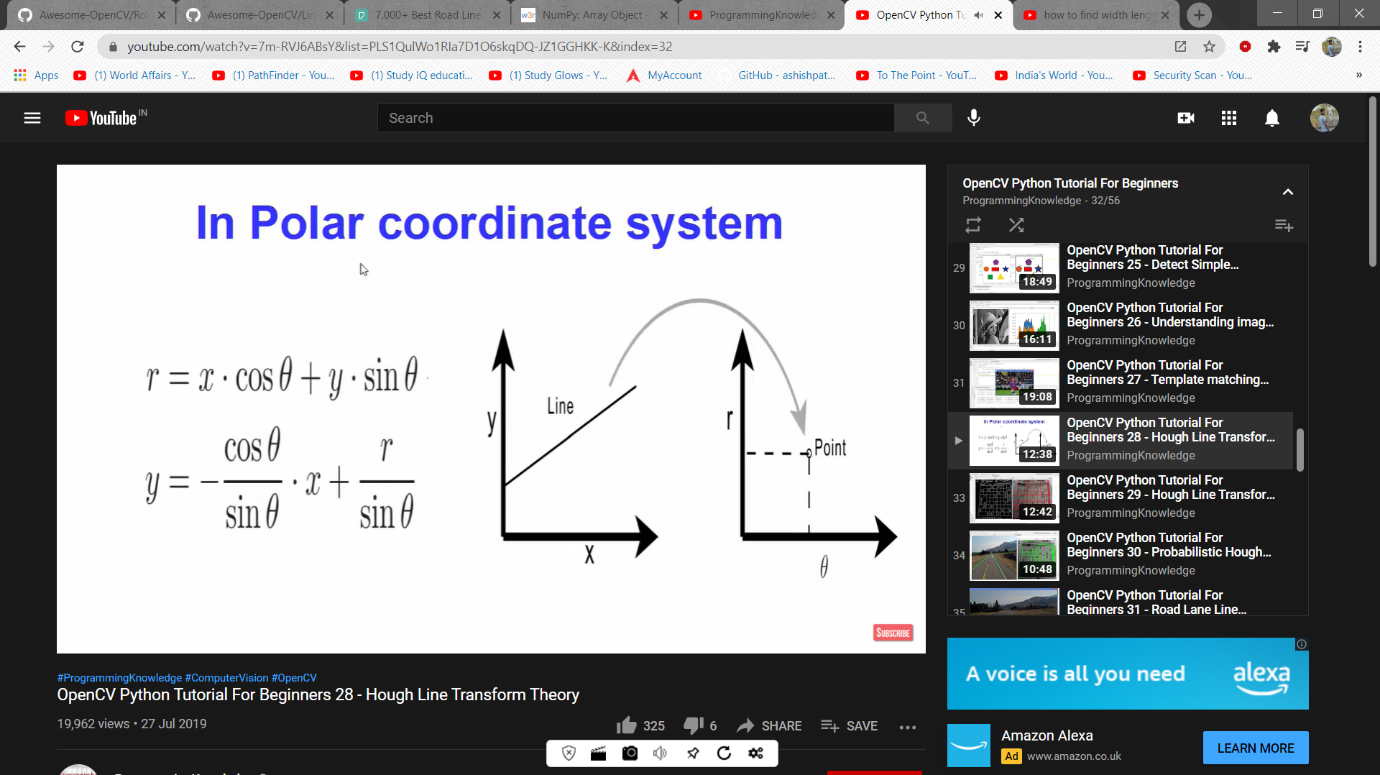 Awesome-OpenCV/Ro
Awesome-OpenCV/Lin
7,000+ Best Road Line
NumPy: Array Object -
ProgrammingKnowled
OpenCV Python Tu
how to find width leng
youtube.com/watch?v=7m-RVJ6ABsY&list=PLS1QulWo1RIa7D1O6skqDQ-JZ1GGHKK-K&index=32
Apps
(1) World Affairs - Y...
(1) PathFinder - You...
(1) Study IQ educati...
(1) Study Glows - Y...
MyAccount
GitHub - ashishpat...
To The Point - YouT...
India's World - You...
Security Scan - You...
»
YouTube IN
Search
In Polar coordinate system
r = x · cos θ + y · sin θ
y = − cos θ / sin θ · x + r / sin θ
y
Line
x
r
Point
θ
SUBSCRIBE
OpenCV Python Tutorial For Beginners
ProgrammingKnowledge - 32/56
29
18:49
OpenCV Python Tutorial For
Beginners 25 - Detect Simple...
ProgrammingKnowledge
30
16:11
OpenCV Python Tutorial For
Beginners 26 - Understanding imag...
ProgrammingKnowledge
31
19:08
OpenCV Python Tutorial For
Beginners 27 - Template matching...
ProgrammingKnowledge
In Polar coordinate system
12:38
OpenCV Python Tutorial For
Beginners 28 - Hough Line Transfor...
ProgrammingKnowledge
33
12:42
OpenCV Python Tutorial For
Beginners 29 - Hough Line Transfor...
ProgrammingKnowledge
34
10:48
OpenCV Python Tutorial For
Beginners 30 - Probabilistic Hough...
ProgrammingKnowledge
35
OpenCV Python Tutorial For
Beginners 31 - Road Lane Line...
#ProgrammingKnowledge #ComputerVision #OpenCV
OpenCV Python Tutorial For Beginners 28 - Hough Line Transform Theory
19,962 views • 27 Jul 2019
325
6
SHARE
SAVE
A voice is all you need
alexa
Amazon Alexa
Ad www.amazon.co.uk
LEARN MORE